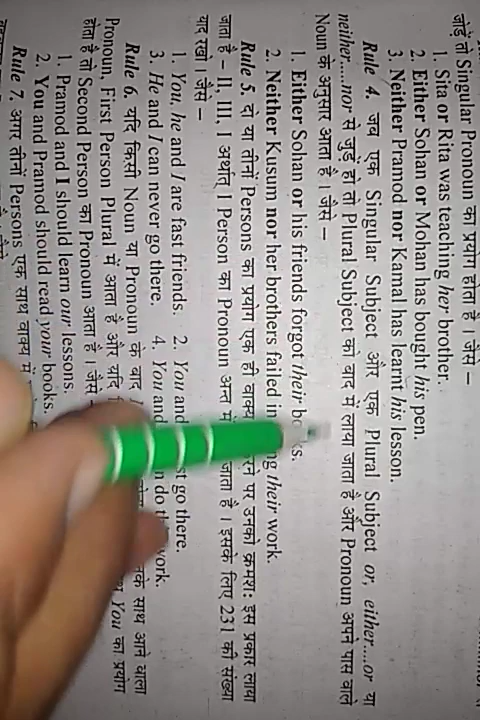 जोड़ें तो Singular Pronoun का प्रयोग होता है । जैसे –
1. Sita or Rita was teaching her brother.
2. Either Sohan or Mohan has bought his pen.
3. Neither Pramod nor Kamal has learnt his lesson.
Rule 4. जब एक Singular Subject और एक Plural Subject or, either....or या
neither....nor से जुड़ें हों तो Plural Subject को बाद में लाया जाता है और Pronoun अपने पास वाले
Noun के अनुसार आता है । जैसे –
1. Either Sohan or his friends forgot their
2. Neither Kusum nor her brothers failed in their work.
Rule 5. दो या तीनों Persons का प्रयोग एक ही पर उनको क्रमशः इस प्रकार लाया
जाता है – II, III, I अर्थात् I Person का Pronoun अन्त में जाता है । इसके लिए 231 की संख्या
याद रखो । जैसे –
1. You, he and I are fast friends. 2. You and go there.
3. He and I can never go there. 4. You and do work.
Rule 6. यदि किसी Noun या Pronoun के बाद साथ आने वाला
Pronoun, First Person Plural में आता है और यदि You का प्रयोग
होता है तो Second Person का Pronoun आता है । जैसे –
1. Pramod and I should learn our lessons.
2. You and Pramod should read your books.
Rule 7. अगर तीनों Persons एक साथ वाक्य में